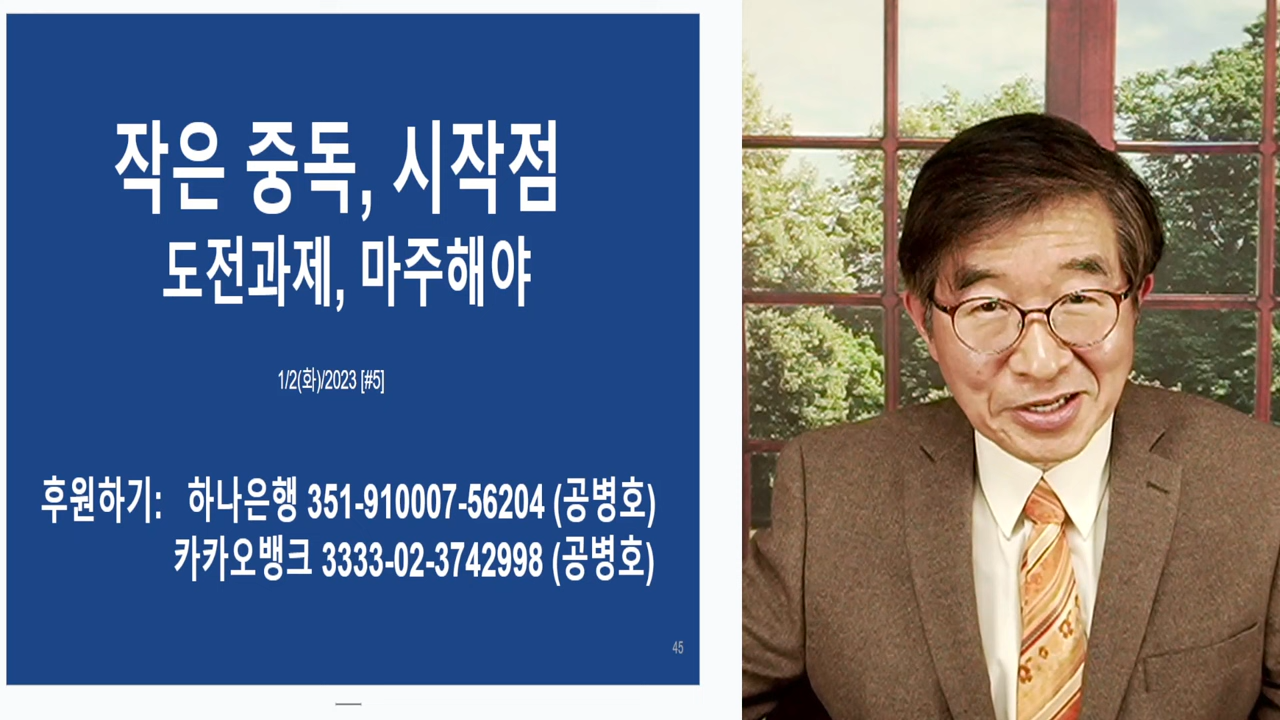 작은 중독, 시작점
도전과제, 마주해야
1/2(화)/2023 [#5]
후원하기: 하나은행 351-910007-56204 (공병호)
카카오뱅크 3333-02-3742998 (공병호)
45